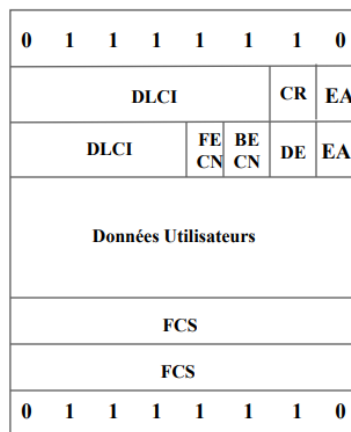 0 1 1 1 1 1 1 0
DLCI CR EA
DLCI FE CN BE CN DE EA
Données Utilisateurs
FCS
FCS
0 1 1 1 1 1 1 0